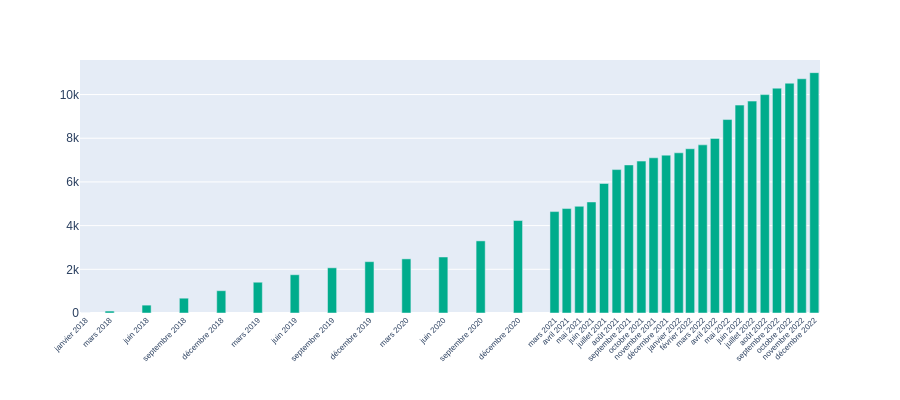 10k
8k
6k
4k
2k
0
janvier 2018
mars 2018
juin 2018
septembre 2018
décembre 2018
mars 2019
juin 2019
septembre 2019
décembre 2019
mars 2020
juin 2020
septembre 2020
décembre 2020
mars 2021
avril 2021
mai 2021
juin 2021
juillet 2021
août 2021
septembre 2021
octobre 2021
novembre 2021
décembre 2021
janvier 2022
février 2022
mars 2022
avril 2022
mai 2022
juin 2022
juillet 2022
août 2022
septembre 2022
octobre 2022
novembre 2022
décembre 2022